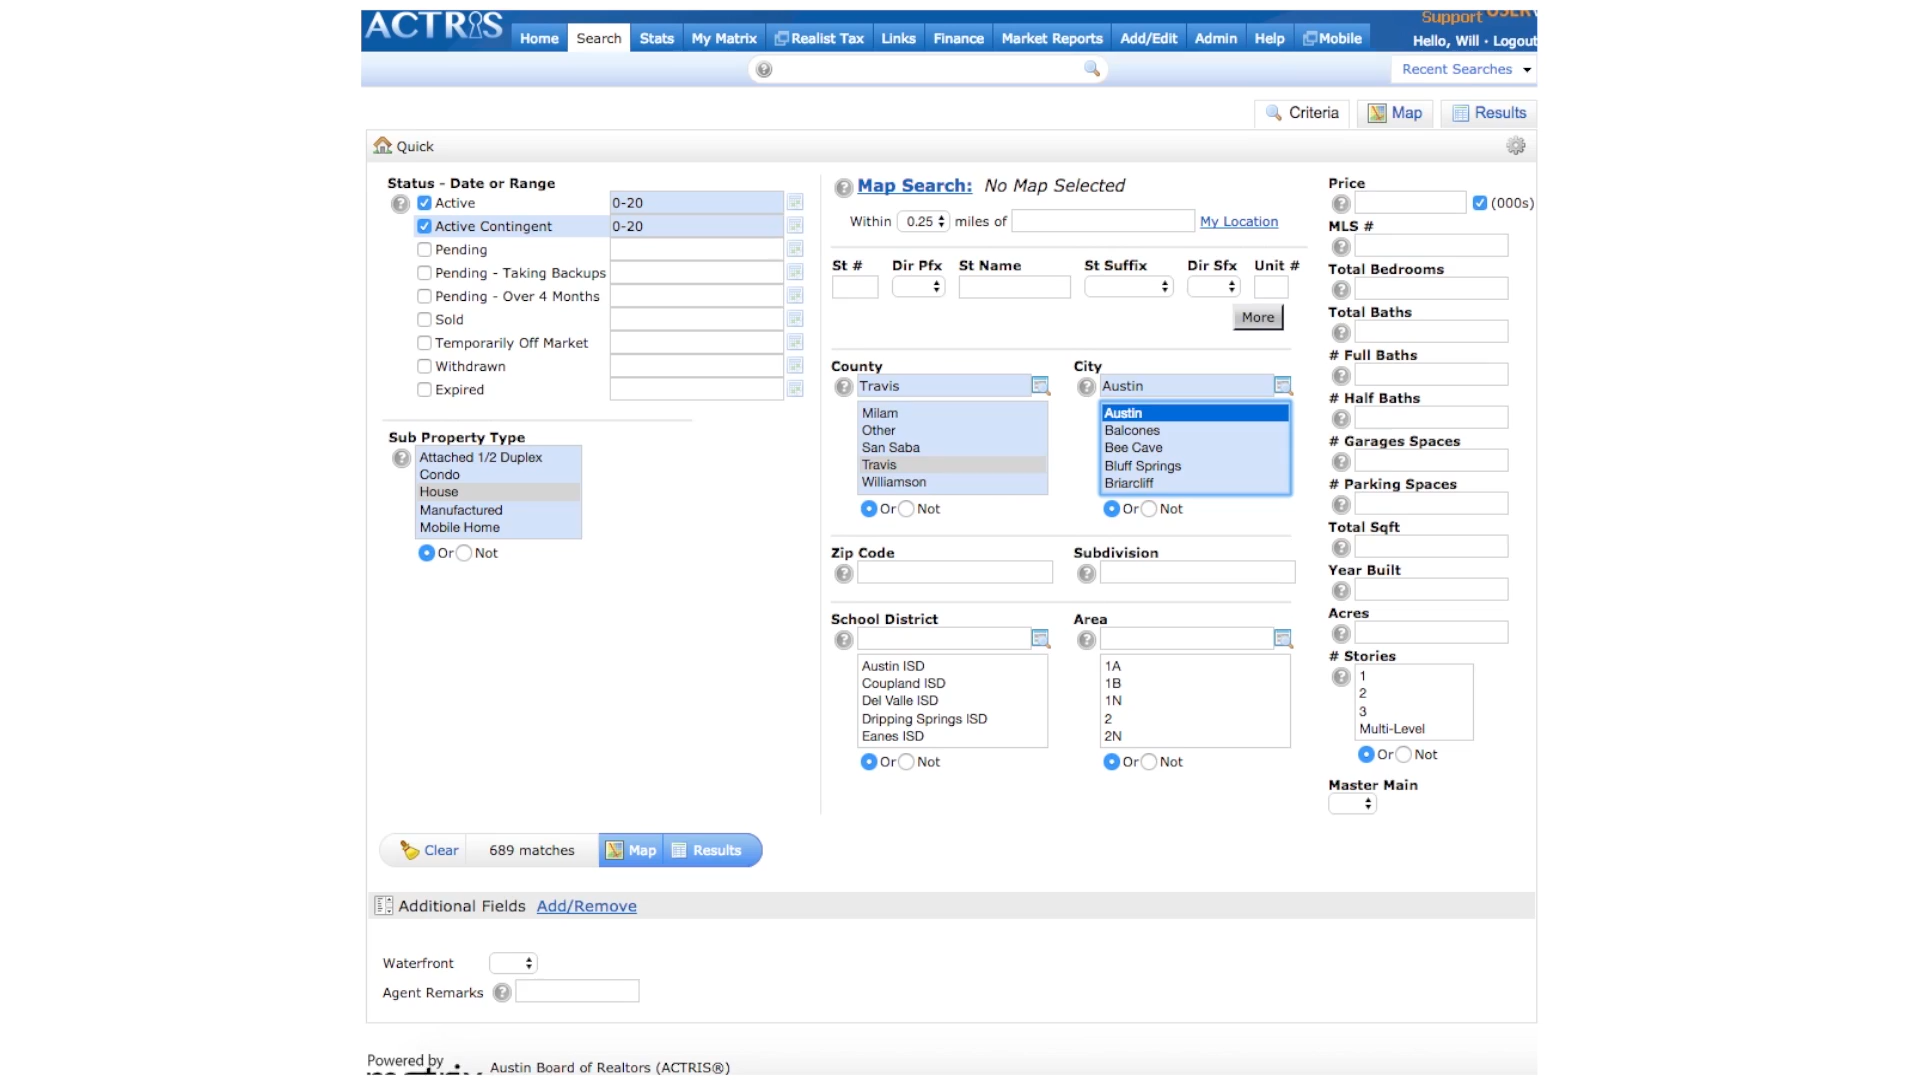 ACTRIS
Home Search Stats My Matrix Realist Tax Links Finance Market Reports Add/Edit Admin Help Mobile
Support
Hello, Will · Logout
Recent Searches
Criteria Map Results
Quick
Status - Date or Range
Active 0-20
Active Contingent 0-20
Pending
Pending - Taking Backups
Pending - Over 4 Months
Sold
Temporarily Off Market
Withdrawn
Expired
Sub Property Type
Attached 1/2 Duplex
Condo
House
Manufactured
Mobile Home
Or Not
Map Search: No Map Selected
Within 0.25 miles of My Location
St # Dir Pfx St Name St Suffix Dir Sfx Unit #
More
County
Travis
Milam
Other
San Saba
Travis
Williamson
Or Not
City
Austin
Austin
Balcones
Bee Cave
Bluff Springs
Briarcliff
Or Not
Zip Code
Subdivision
School District
Austin ISD
Coupland ISD
Del Valle ISD
Dripping Springs ISD
Eanes ISD
Or Not
Area
1A
1B
1N
2
2N
Or Not
Price
(000s)
MLS #
Total Bedrooms
Total Baths
# Full Baths
# Half Baths
# Garages Spaces
# Parking Spaces
Total Sqft
Year Built
Acres
# Stories
1
2
3
Multi-Level
Or Not
Master Main
Clear 689 matches Map Results
Additional Fields Add/Remove
Waterfront
Agent Remarks
Powered by
Austin Board of Realtors (ACTRIS®)